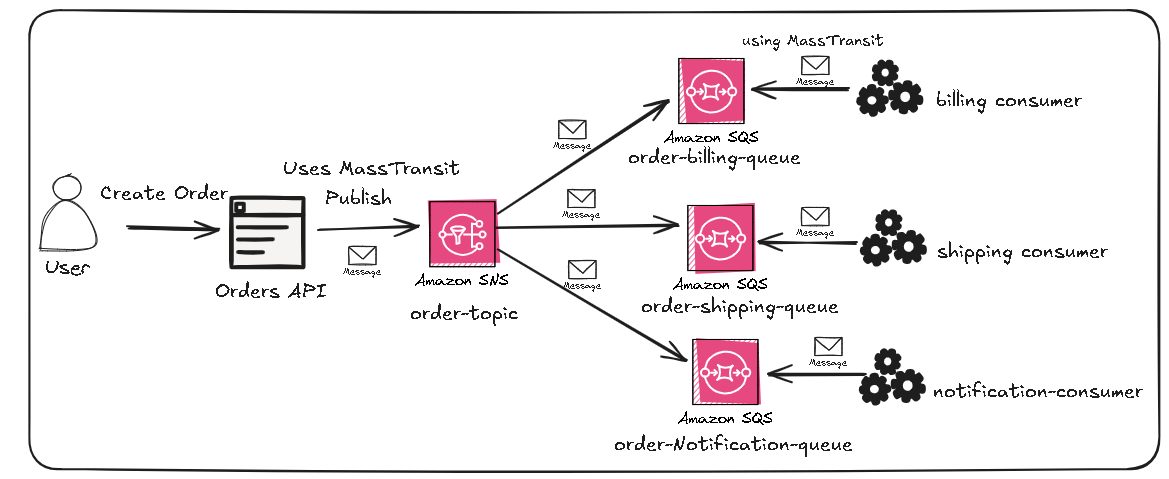 using MassTransit
Message
billing consumer
Amazon SQS
order-billing-queue
Message
Uses MassTransit
Publish
Create Order
User
Orders API
Message
Amazon SNS
order-topic
Message
Message
shipping consumer
Amazon SQS
order-shipping-queue
Message
Message
notification-consumer
Amazon SQS
order-Notification-queue